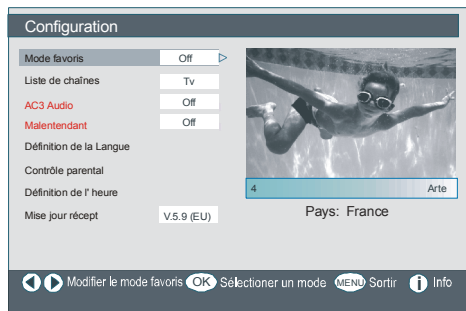 Configuration
Mode favoris Off
Liste de chaînes Tv
AC3 Audio Off
Malentendant Off
Définition de la Langue
Contrôle parental
Définition de l' heure
Mise jour récept V.5.9 (EU)
4 Arte
Pays: France
Modifier le mode favoris OK Sélectioner un mode MENU Sortir i Info